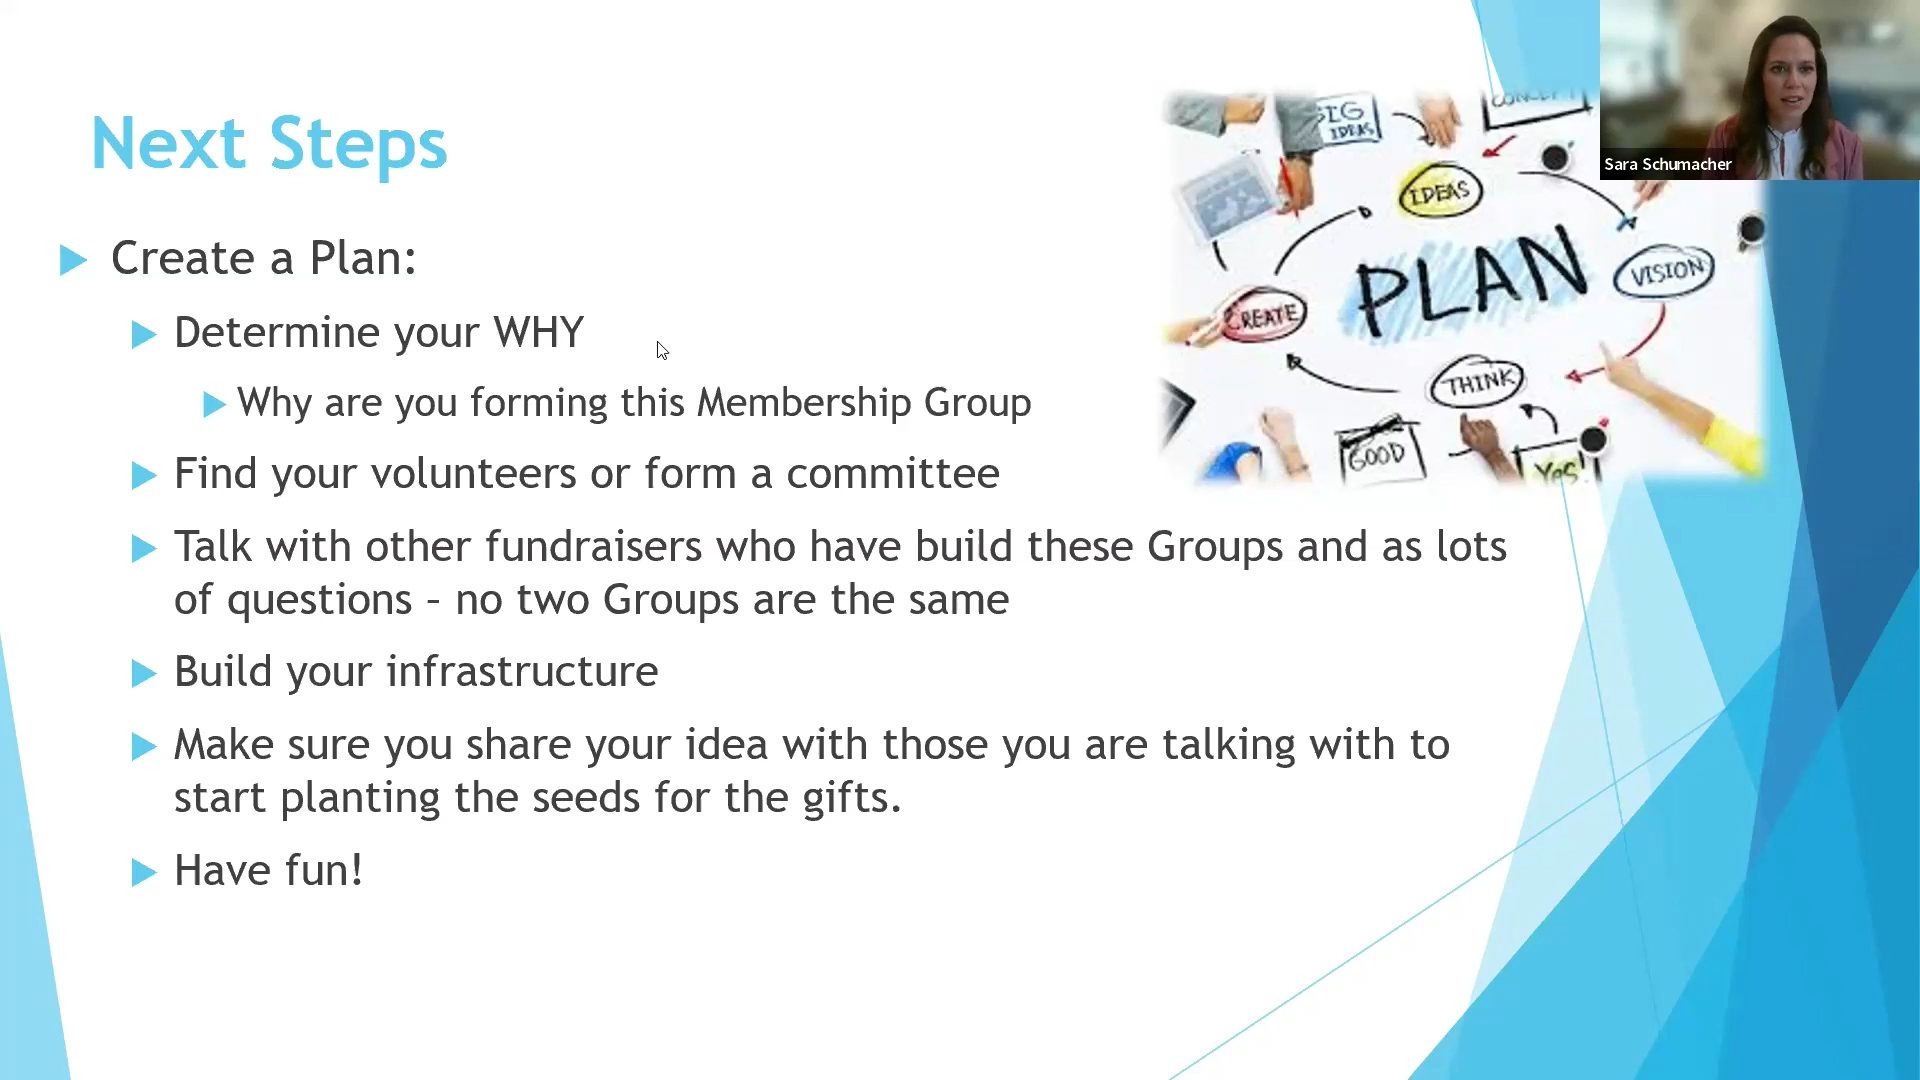 Next Steps
Create a Plan:
Determine your WHY
Why are you forming this Membership Group
Find your volunteers or form a committee
Talk with other fundraisers who have build these Groups and as lots
of questions – no two Groups are the same
Build your infrastructure
Make sure you share your idea with those you are talking with to
start planting the seeds for the gifts.
Have fun!
BIG
IDEAS
CONCEPT
IDEAS
PLAN
VISION
CREATE
THINK
GOOD
Yes!
Sara Schumacher